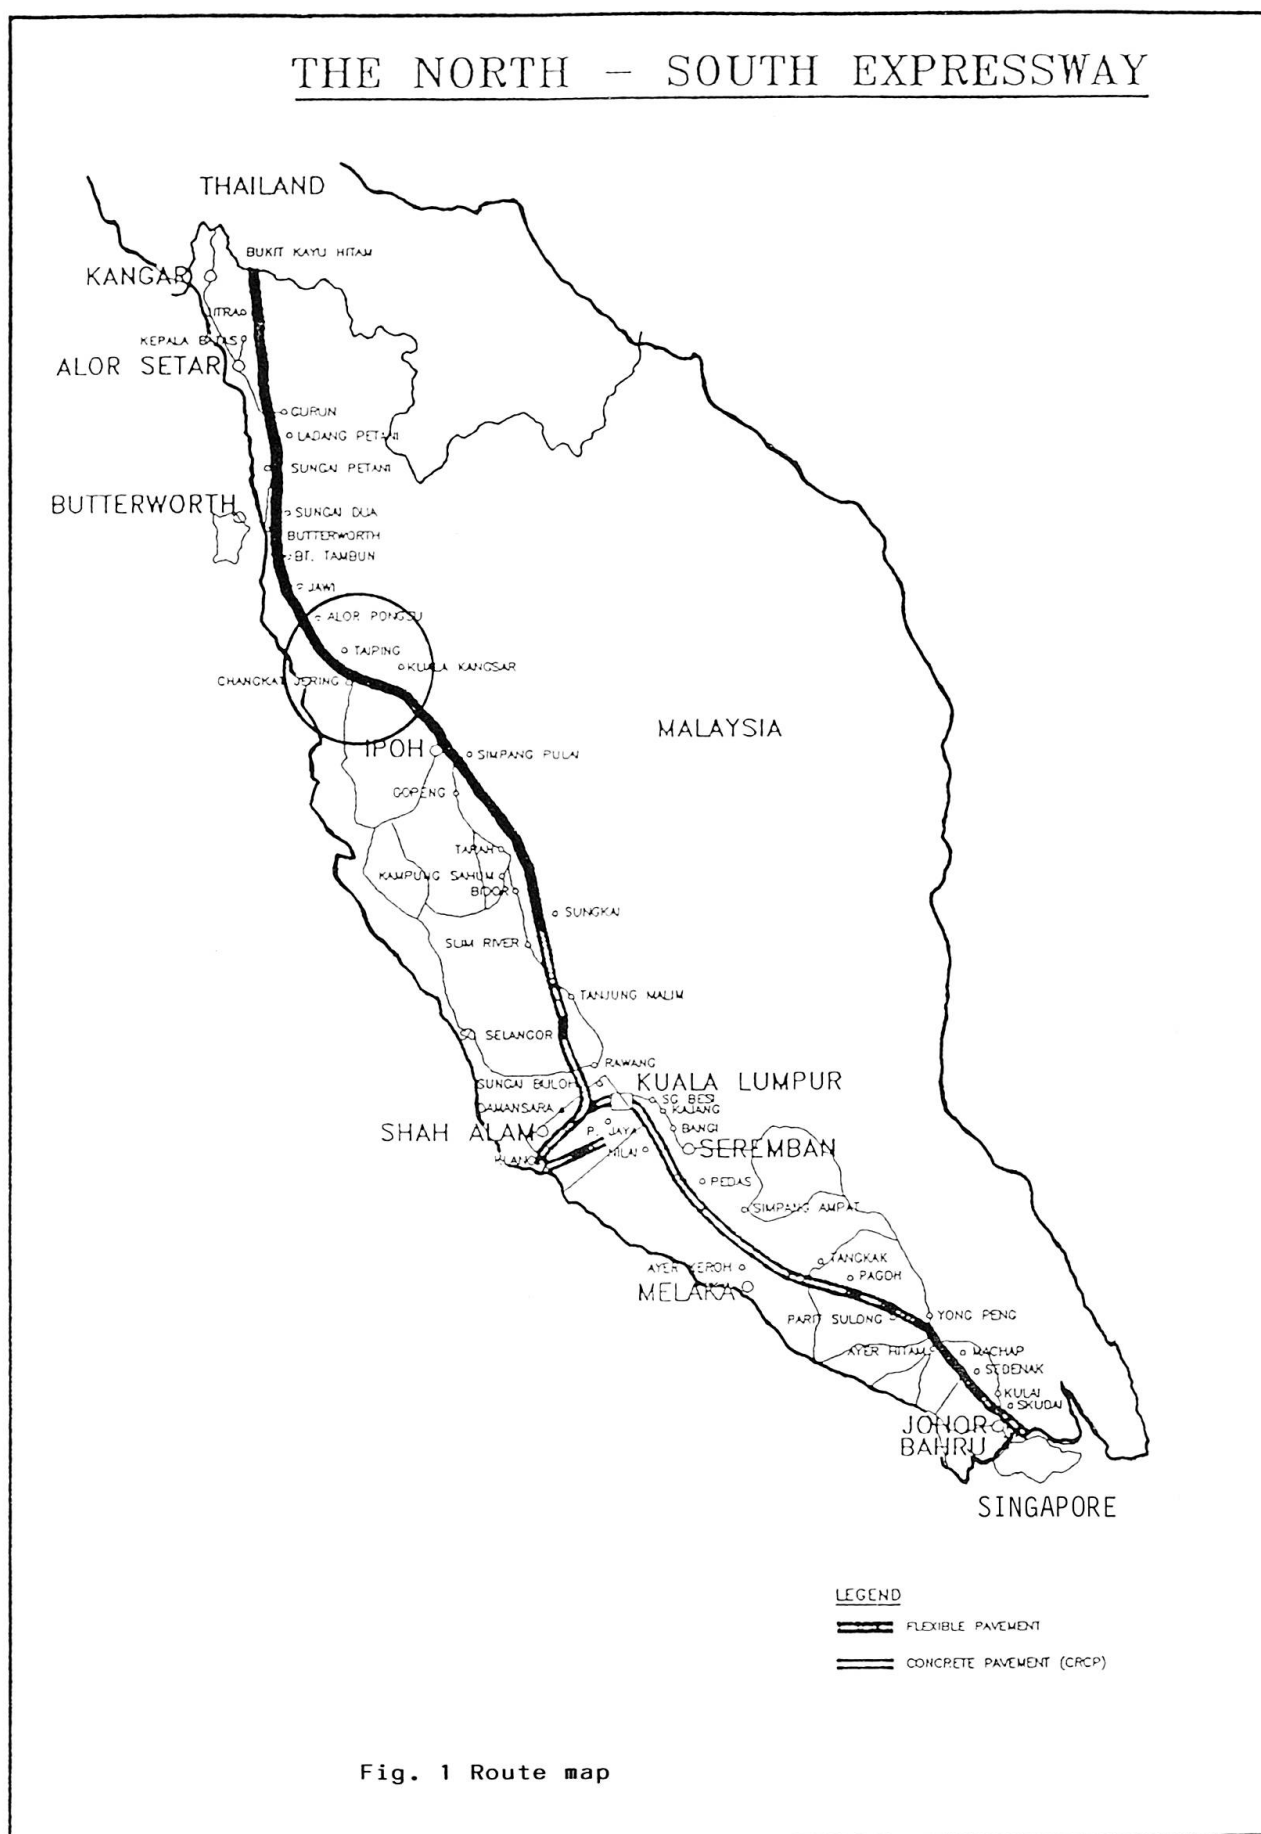 THE NORTH - SOUTH EXPRESSWAY
THAILAND
BUKIT KAYU HITAM
KANGAR
JITRA
KEPALA BATAS
ALOR SETAR
GURUN
LADANG PETANI
SUNGAI PETANI
BUTTERWORTH
SUNGAI DUA
BUTTERWORTH
BT. TAMBUN
JAWI
ALOR PONGSU
TAIPING
KUALA KANGSAR
CHANGKAT JERING
MALAYSIA
IPOH
SIMPANG PULAI
GOPENG
TAPAH
KAMPUNG SAHUM
BIDOR
SUNGKAI
SLIM RIVER
TANJUNG MALIM
SELANGOR
RAWANG
SUNGAI BULOH
KUALA LUMPUR
DAMANSARA
SG BESI
KAJANG
SHAH ALAM
P. JAYA
BANGI
KLANG
NILAI
SEREMBAN
PEDAS
SIMPANG AMPAT
TANGKAK
AYER KEROH
PAGOH
MELAKA
PARIT SULONG
YONG PENG
AYER HITAM
MACHAP
SEDENAK
KULAI
SKUDAI
JOHOR
BAHRU
SINGAPORE
LEGEND
FLEXIBLE PAVEMENT
CONCRETE PAVEMENT (CRCP)
Fig. 1 Route map